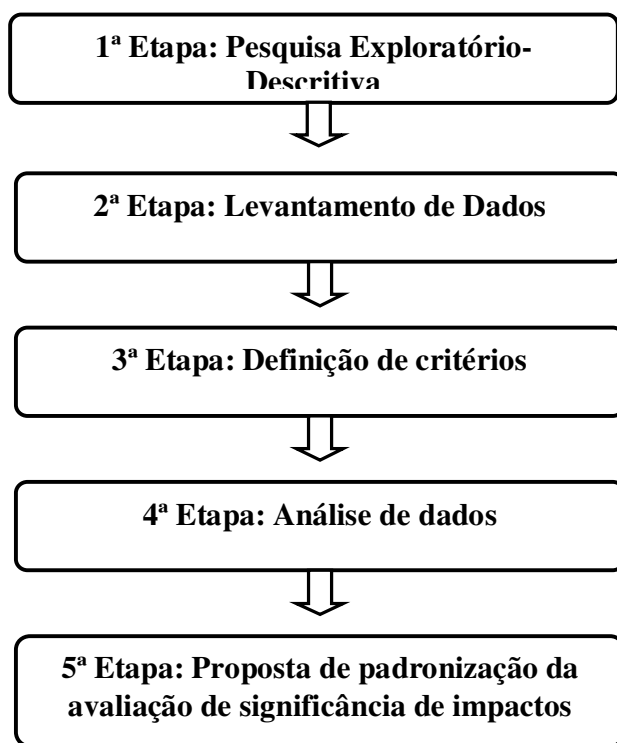 1ª Etapa: Pesquisa Exploratório-
Descritiva
2ª Etapa: Levantamento de Dados
3ª Etapa: Definição de critérios
4ª Etapa: Análise de dados
5ª Etapa: Proposta de padronização da
avaliação de significância de impactos